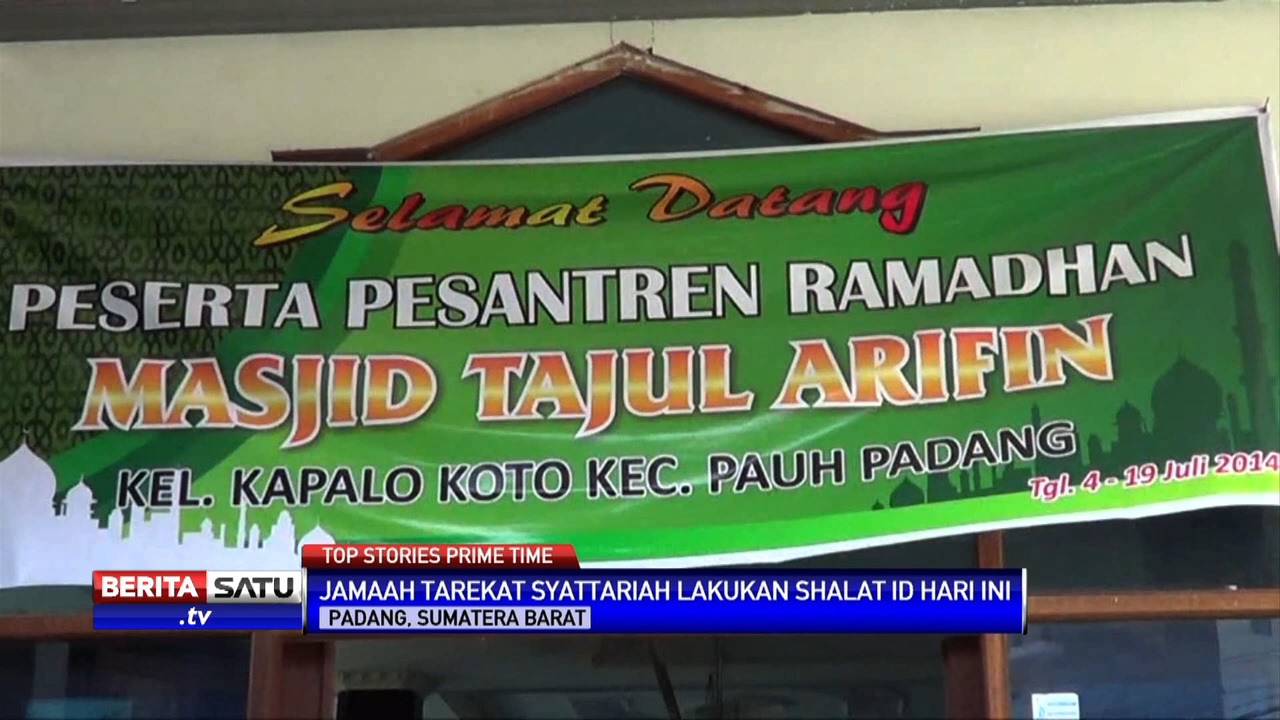 Selamat Datang
PESERTA PESANTREN RAMADHAN
MASJID TAJUL ARIFIN
KEL. KAPALO KOTO KEC. PAUH PADANG
Tgl. 4 - 19 Juli 2014
TOP STORIES PRIME TIME
BERITA SATU
.tv
JAMAAH TAREKAT SYATTARIAH LAKUKAN SHALAT ID HARI INI
PADANG, SUMATERA BARAT